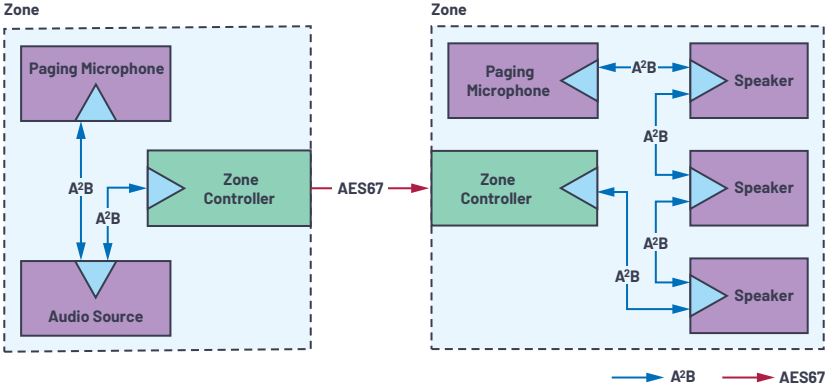 Zone
Paging Microphone
A²B
A²B
Zone
Controller
Audio Source
AES67
Zone
Paging
Microphone
A²B
Speaker
A²B
Zone
Controller
Speaker
A²B
A²B
Speaker
A²B
AES67